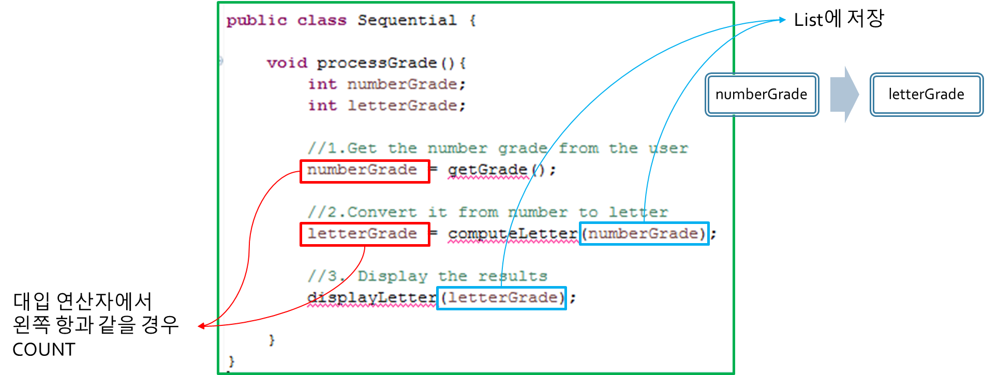 public class Sequential {
void processGrade(){
int numberGrade;
int letterGrade;
//1.Get the number grade from the user
numberGrade = getGrade();
//2.Convert it from number to letter
letterGrade = computeLetter(numberGrade);
//3. Display the results
displayLetter(letterGrade);
}
}
List에 저장
numberGrade
letterGrade
대입 연산자에서
왼쪽 항과 같을 경우
COUNT